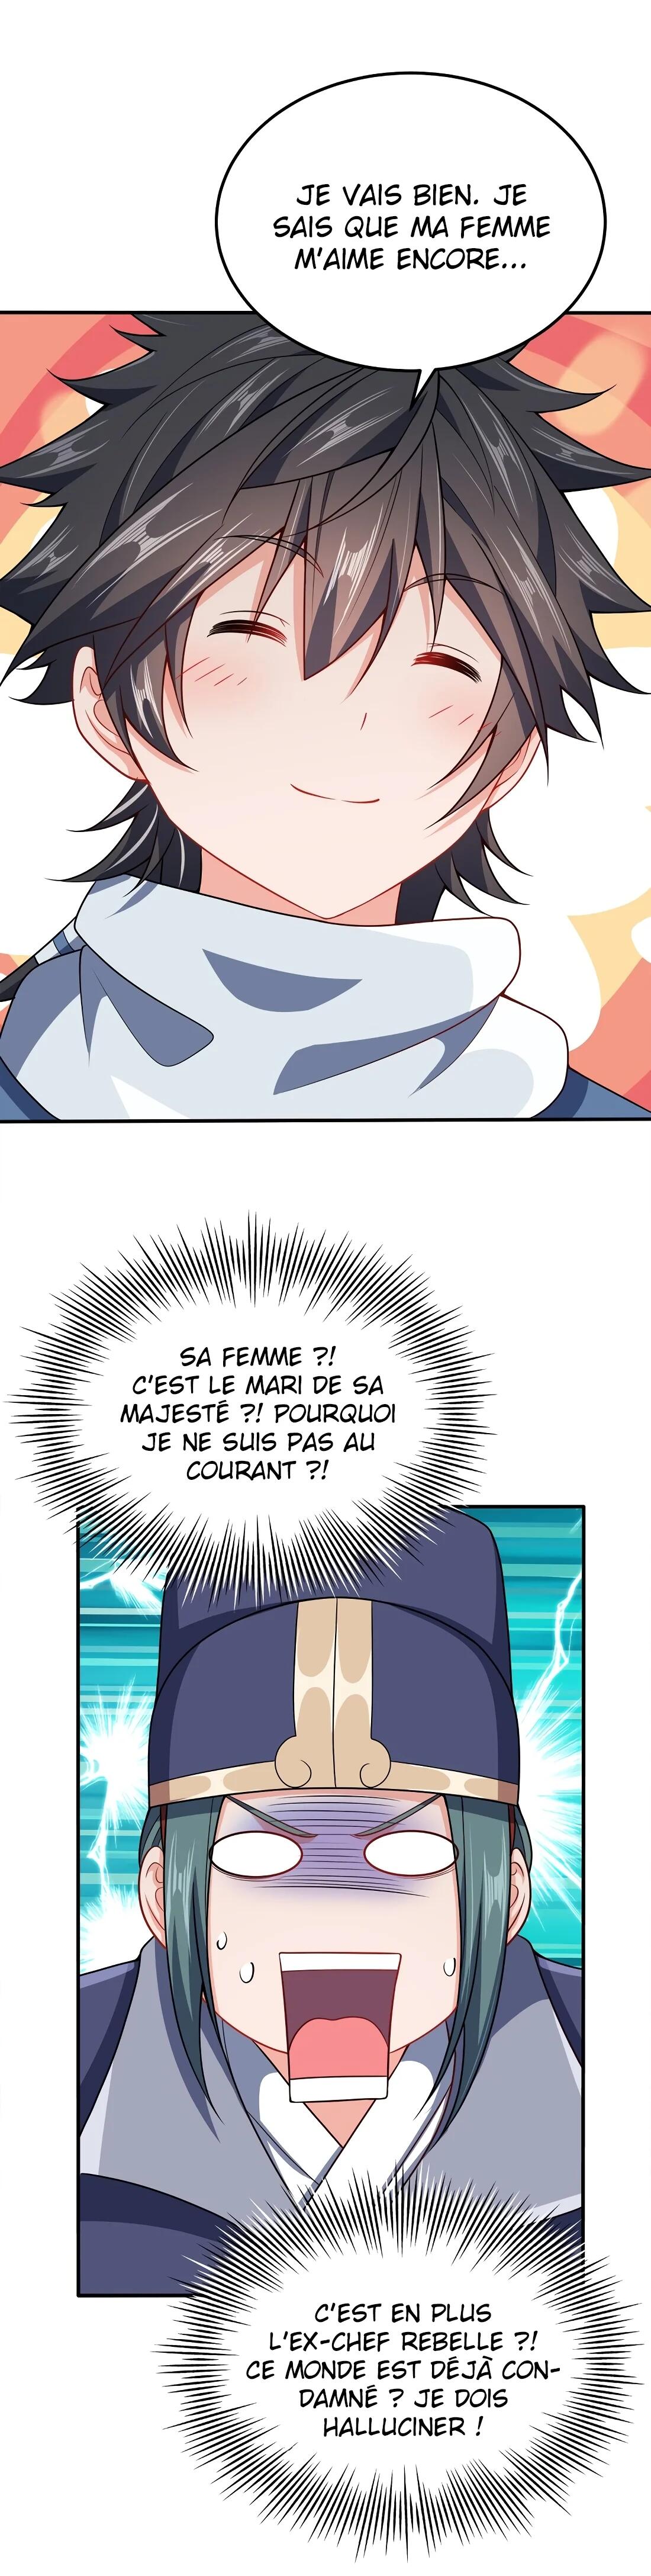 JE VAIS BIEN. JE
SAIS QUE MA FEMME
M'AIME ENCORE...
SA FEMME ?!
C'EST LE MARI DE SA
MAJESTÉ ?! POURQUOI
JE NE SUIS PAS AU
COURANT ?!
C'EST EN PLUS
L'EX-CHEF REBELLE ?!
CE MONDE EST DÉJÀ CON-
DAMNÉ ? JE DOIS
HALLUCINER !